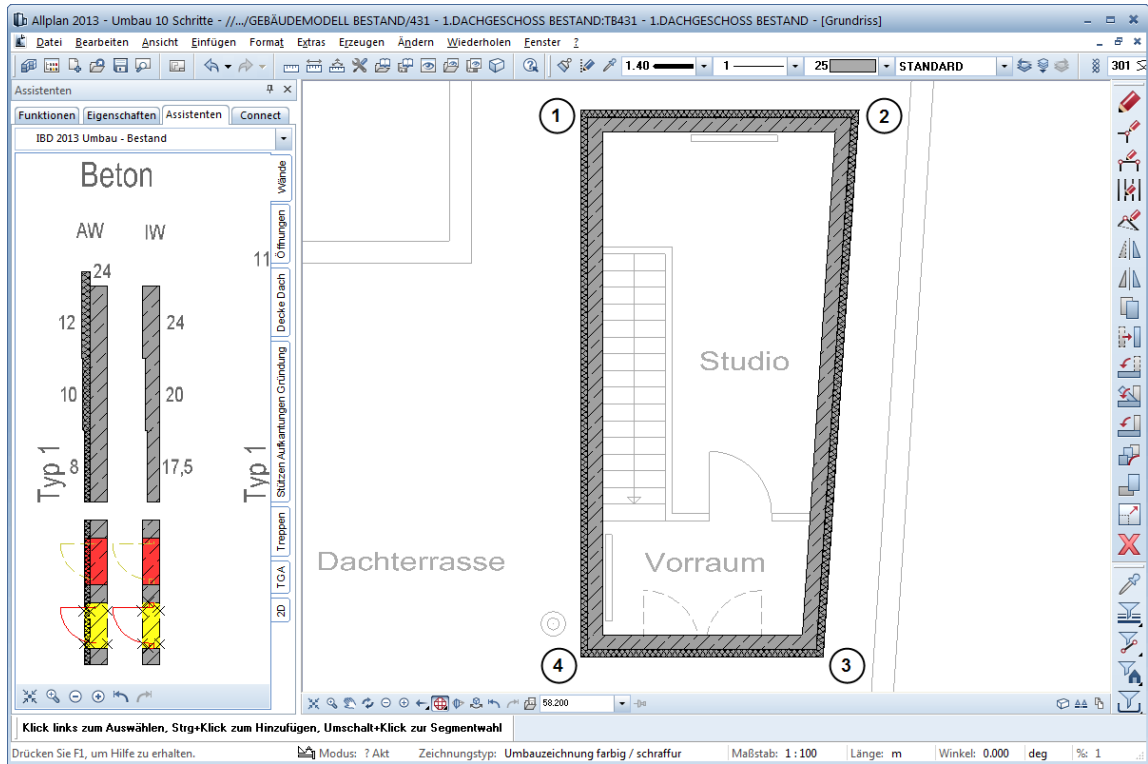 Allplan 2013 - Umbau 10 Schritte - //.../GEBÄUDEMODELL BESTAND/431 - 1.DACHGESCHOSS BESTAND:TB431 - 1.DACHGESCHOSS BESTAND - [Grundriss]
Datei Bearbeiten Ansicht Einfügen Format Extras Erzeugen Ändern Wiederholen Fenster ?
1.40 1 25 STANDARD 301
Assistenten
Funktionen Eigenschaften Assistenten Connect
IBD 2013 Umbau - Bestand
Beton
AW IW
24
11
12 24
10 20
Typ 1 8 17,5 Typ 1
Wände
Öffnungen
Decke Dach
Stützen Aufkantungen Gründung
Treppen
TGA
2D
1 2
Studio
Dachterrasse Vorraum
4 3
58.200
Klick links zum Auswählen, Strg+Klick zum Hinzufügen, Umschalt+Klick zur Segmentwahl
Drücken Sie F1, um Hilfe zu erhalten. Modus: ? Akt Zeichnungstyp: Umbauzeichnung farbig / schraffur Maßstab: 1:100 Länge: m Winkel: 0.000 deg %: 1